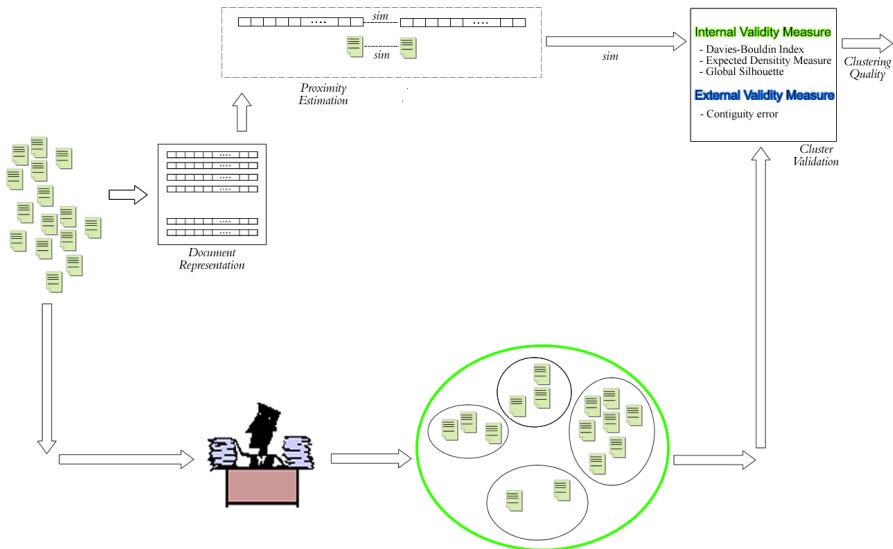 sim
sim
Proximity
Estimation
sim
Internal Validity Measure
- Davies-Bouldin Index
- Expected Densitity Measure
- Global Silhouette
External Validity Measure
- Contiguity error
Clustering
Quality
Cluster
Validation
Document
Representation